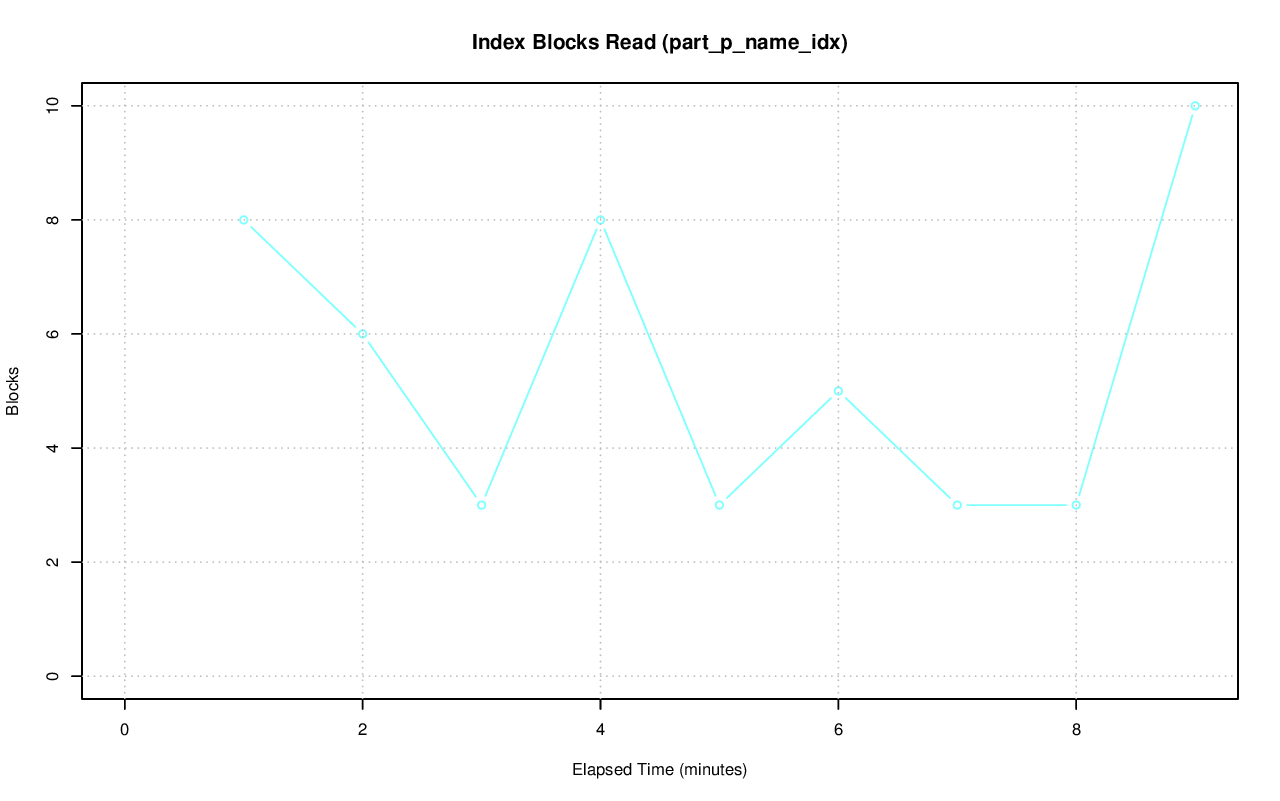 Index Blocks Read (part_p_name_idx)
10
8
6
4
2
0
Blocks
0 2 4 6 8
Elapsed Time (minutes)